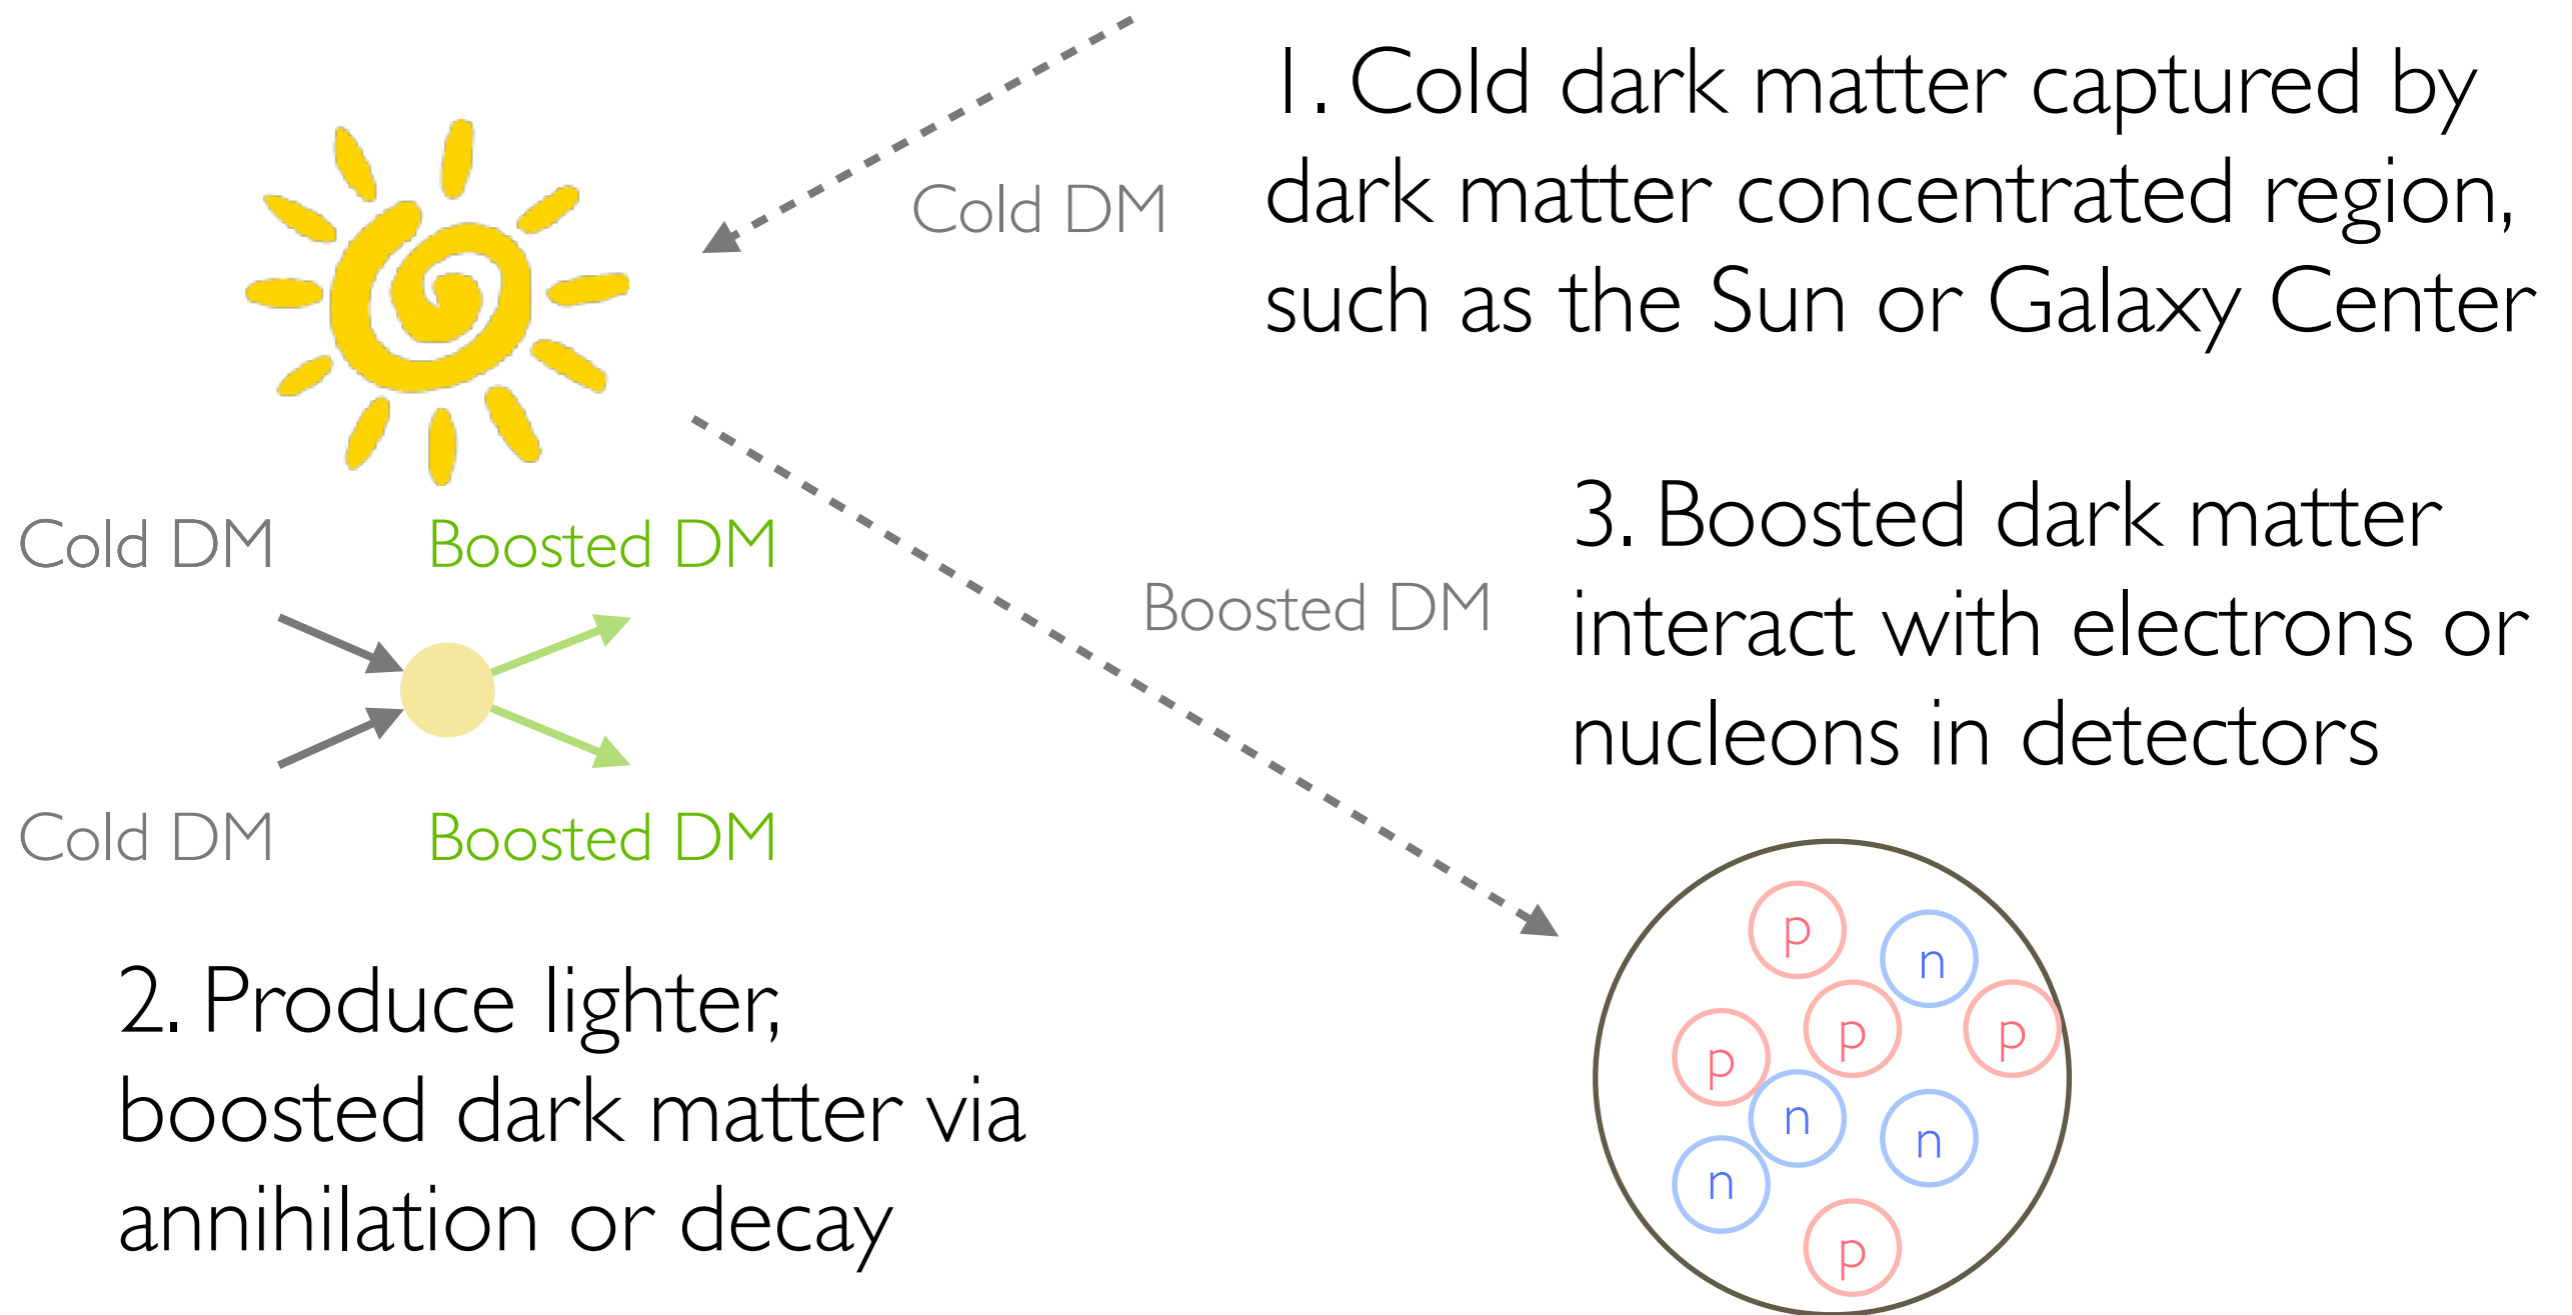 1. Cold dark matter captured by
dark matter concentrated region,
such as the Sun or Galaxy Center
Cold DM
Cold DM
Boosted DM
Cold DM
Boosted DM
2. Produce lighter,
boosted dark matter via
annihilation or decay
Boosted DM
3. Boosted dark matter
interact with electrons or
nucleons in detectors
p
n
p
p
p
n
n
n
p